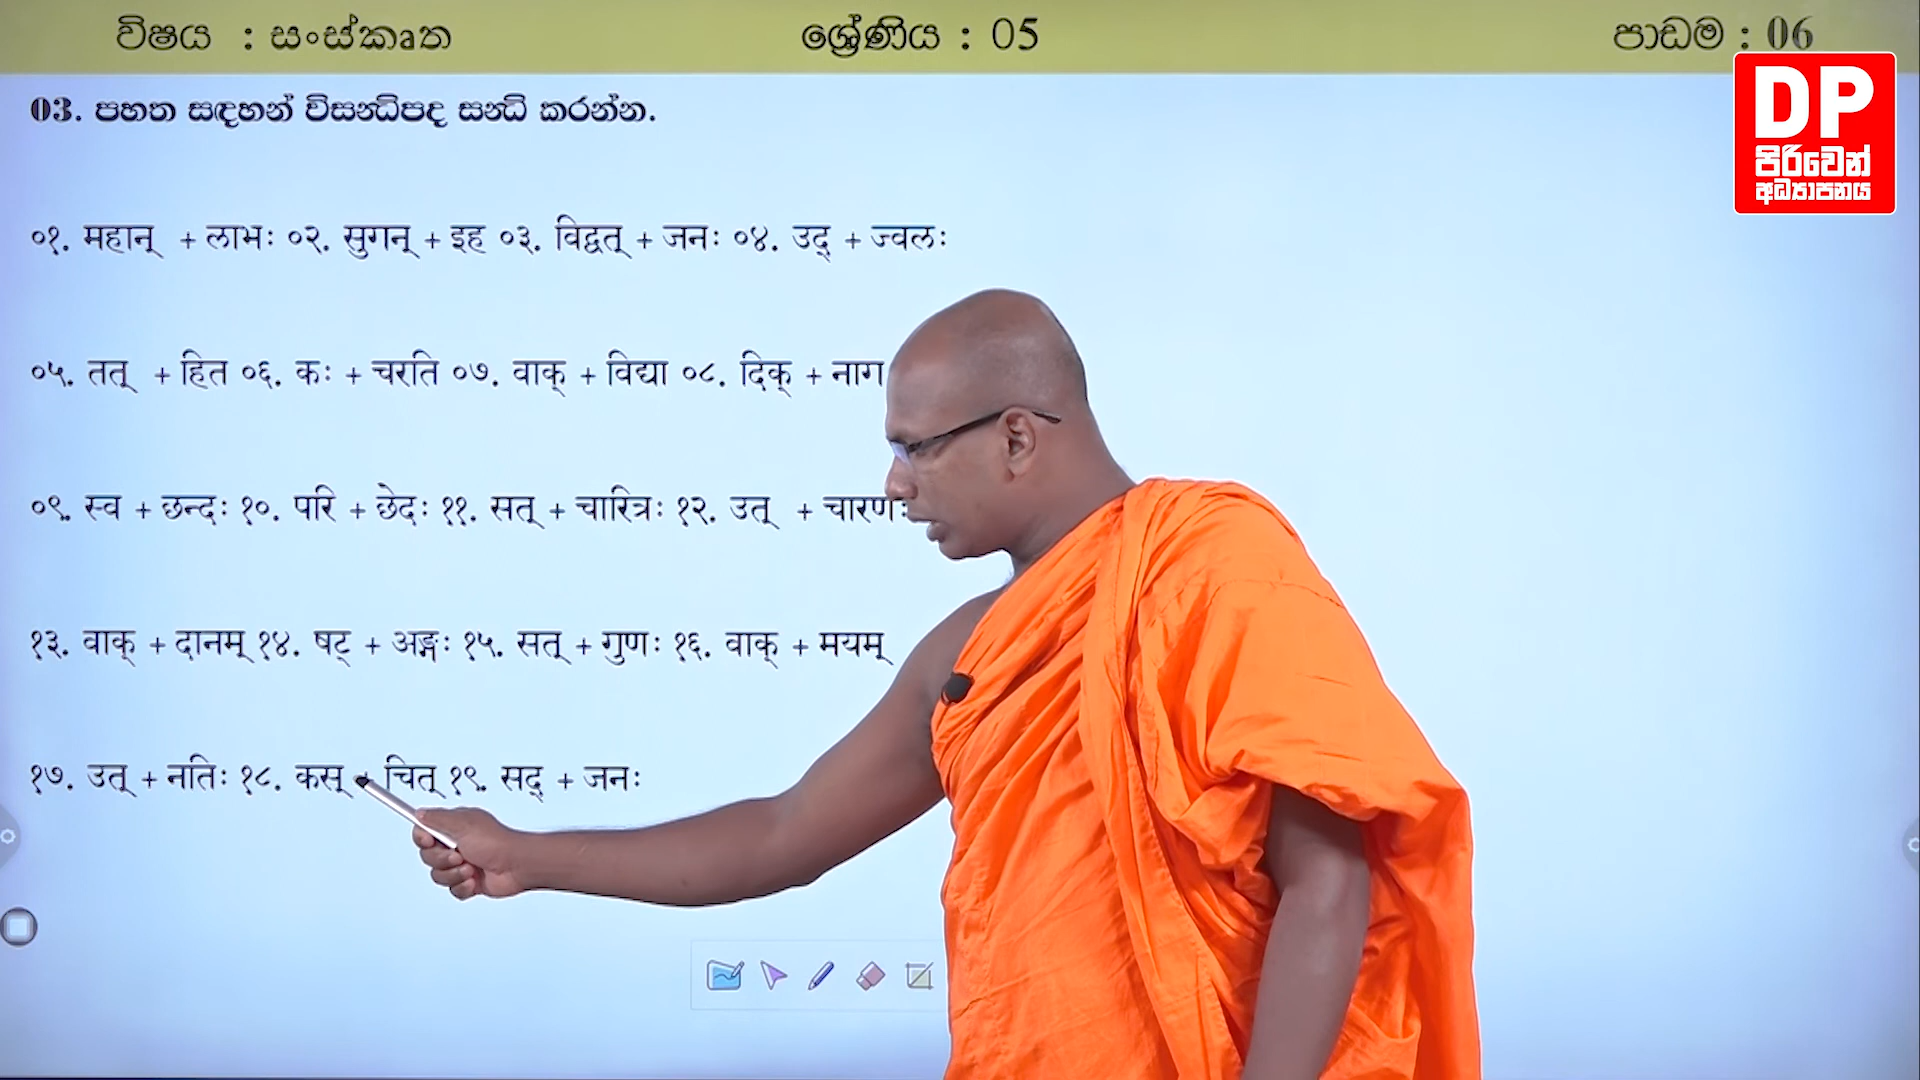 විෂය : සංස්කෘත ශ්‍රේණිය : 05 පාඩම : 06
DP
පිරිවෙන්
අධ්‍යාපනය
03. පහත සඳහන් විසන්ධිපද සන්ධි කරන්න.
०१. महान् + लाभः ०२. सुगन् + इह ०३. विद्वत् + जनः ०४. उद् + ज्वलः
०५. तत् + हित ०६. कः + चरति ०७. वाक् + विद्या ०८. दिक् + नाग
०९. स्व + छन्दः १०. परि + छेदः ११. सत् + चारित्रः १२. उत् + चारणः
१३. वाक् + दानम् १४. षट् + अङ्गः १५. सत् + गुणः १६. वाक् + मयम्
१७. उत् + नतिः १८. कस् + चित् १९. सद् + जनः